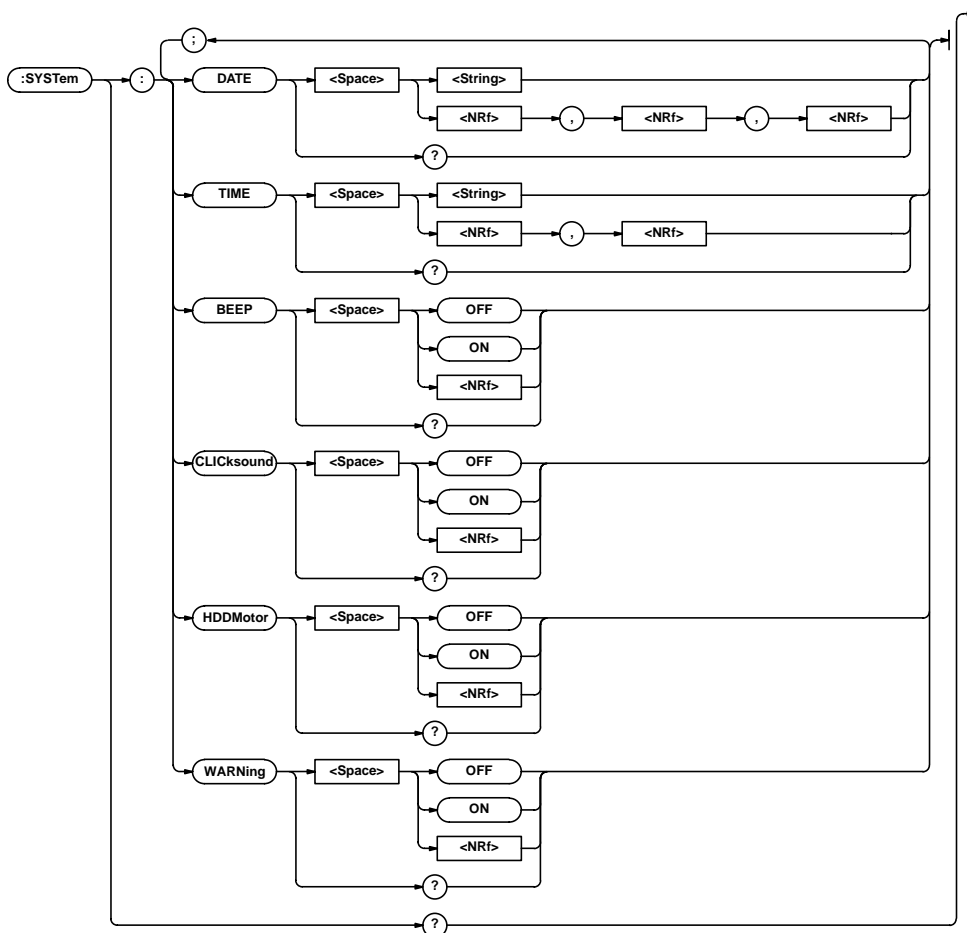 ;
:SYSTem : DATE <Space> <String>
<NRf> , <NRf> , <NRf>
?
TIME <Space> <String>
<NRf> , <NRf>
?
BEEP <Space> OFF
ON
<NRf>
?
CLICksound <Space> OFF
ON
<NRf>
?
HDDMotor <Space> OFF
ON
<NRf>
?
WARNing <Space> OFF
ON
<NRf>
?
?